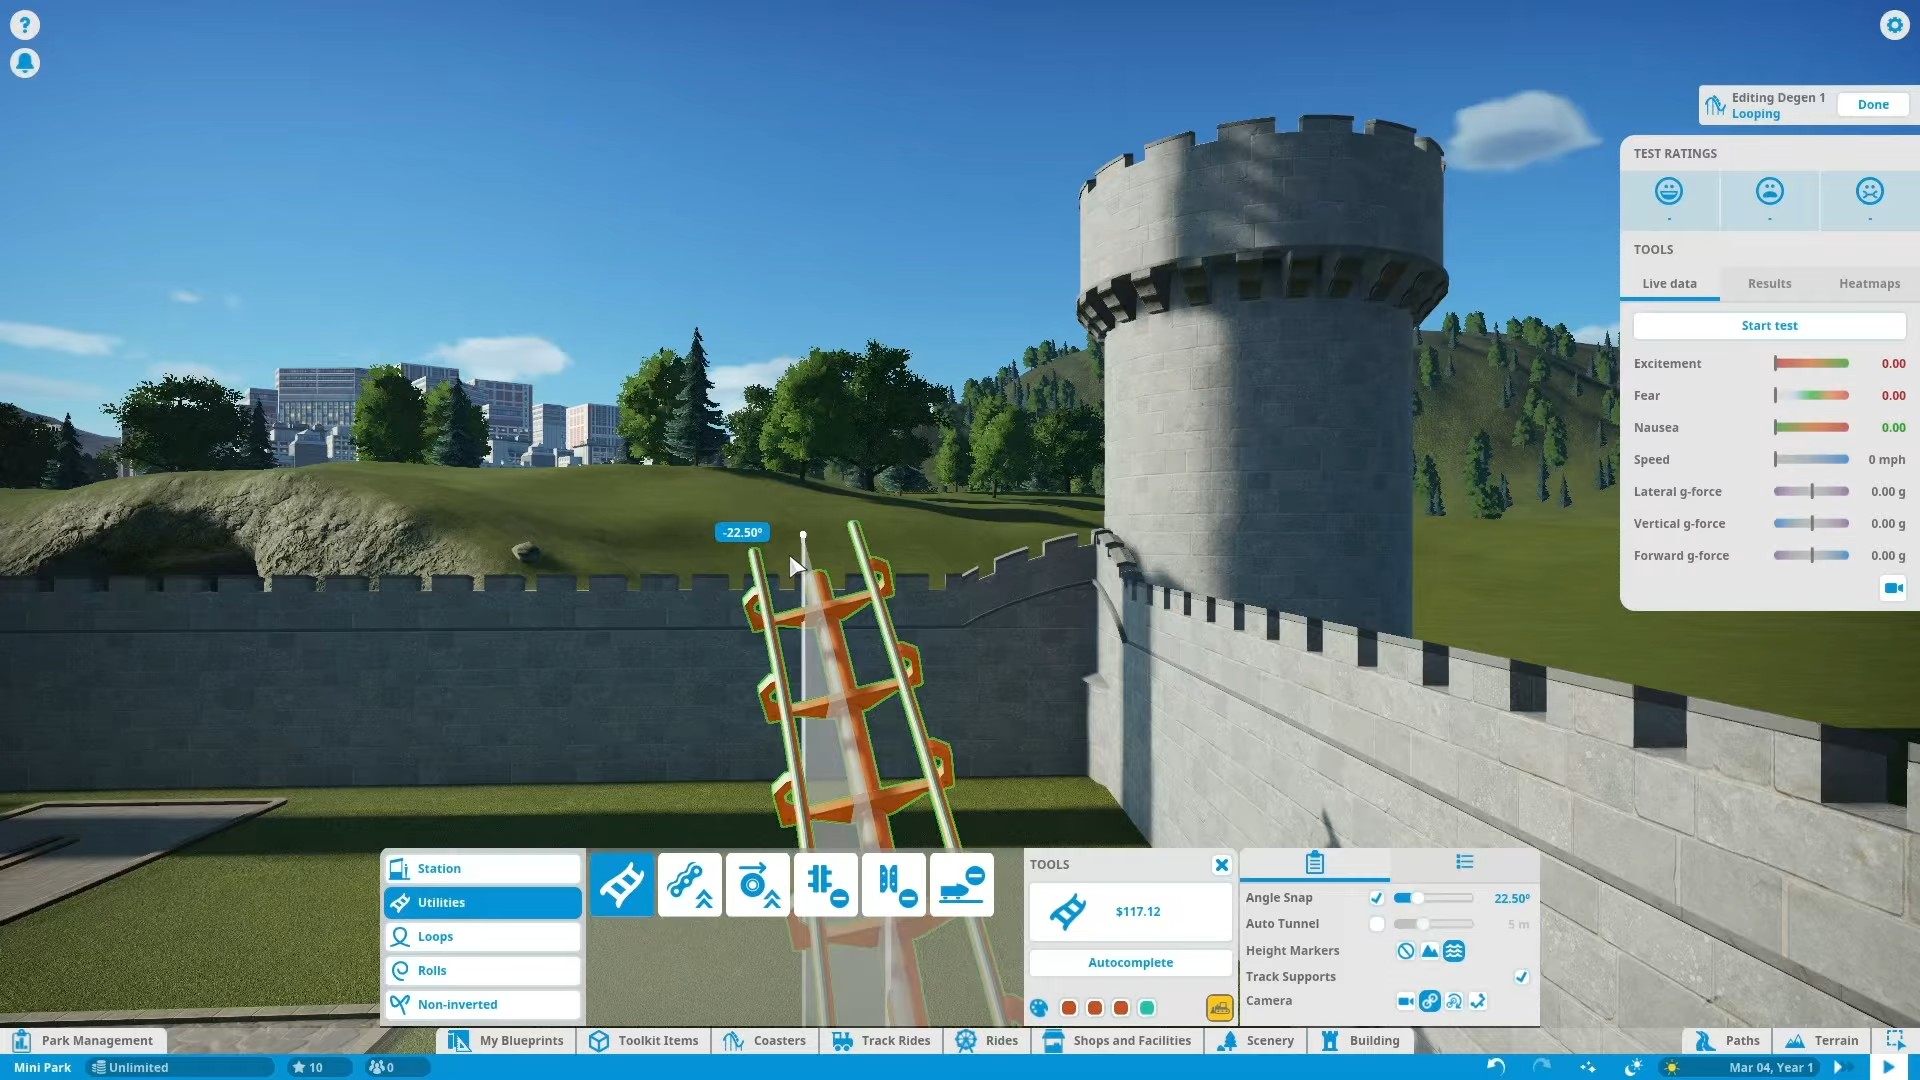 ?
Editing Degen 1
Looping
Done
TEST RATINGS
- - -
TOOLS
Live data Results Heatmaps
Start test
Excitement 0.00
Fear 0.00
Nausea 0.00
Speed 0 mph
Lateral g-force 0.00 g
Vertical g-force 0.00 g
Forward g-force 0.00 g
-22.50°
Station
Utilities
Loops
Rolls
Non-inverted
TOOLS
$117.12
Autocomplete
Angle Snap 22.50°
Auto Tunnel 5 m
Height Markers
Track Supports
Camera
Park Management My Blueprints Toolkit Items Coasters Track Rides Rides Shops and Facilities Scenery Building Paths Terrain
Mini Park Unlimited 10 0 Mar 04, Year 1